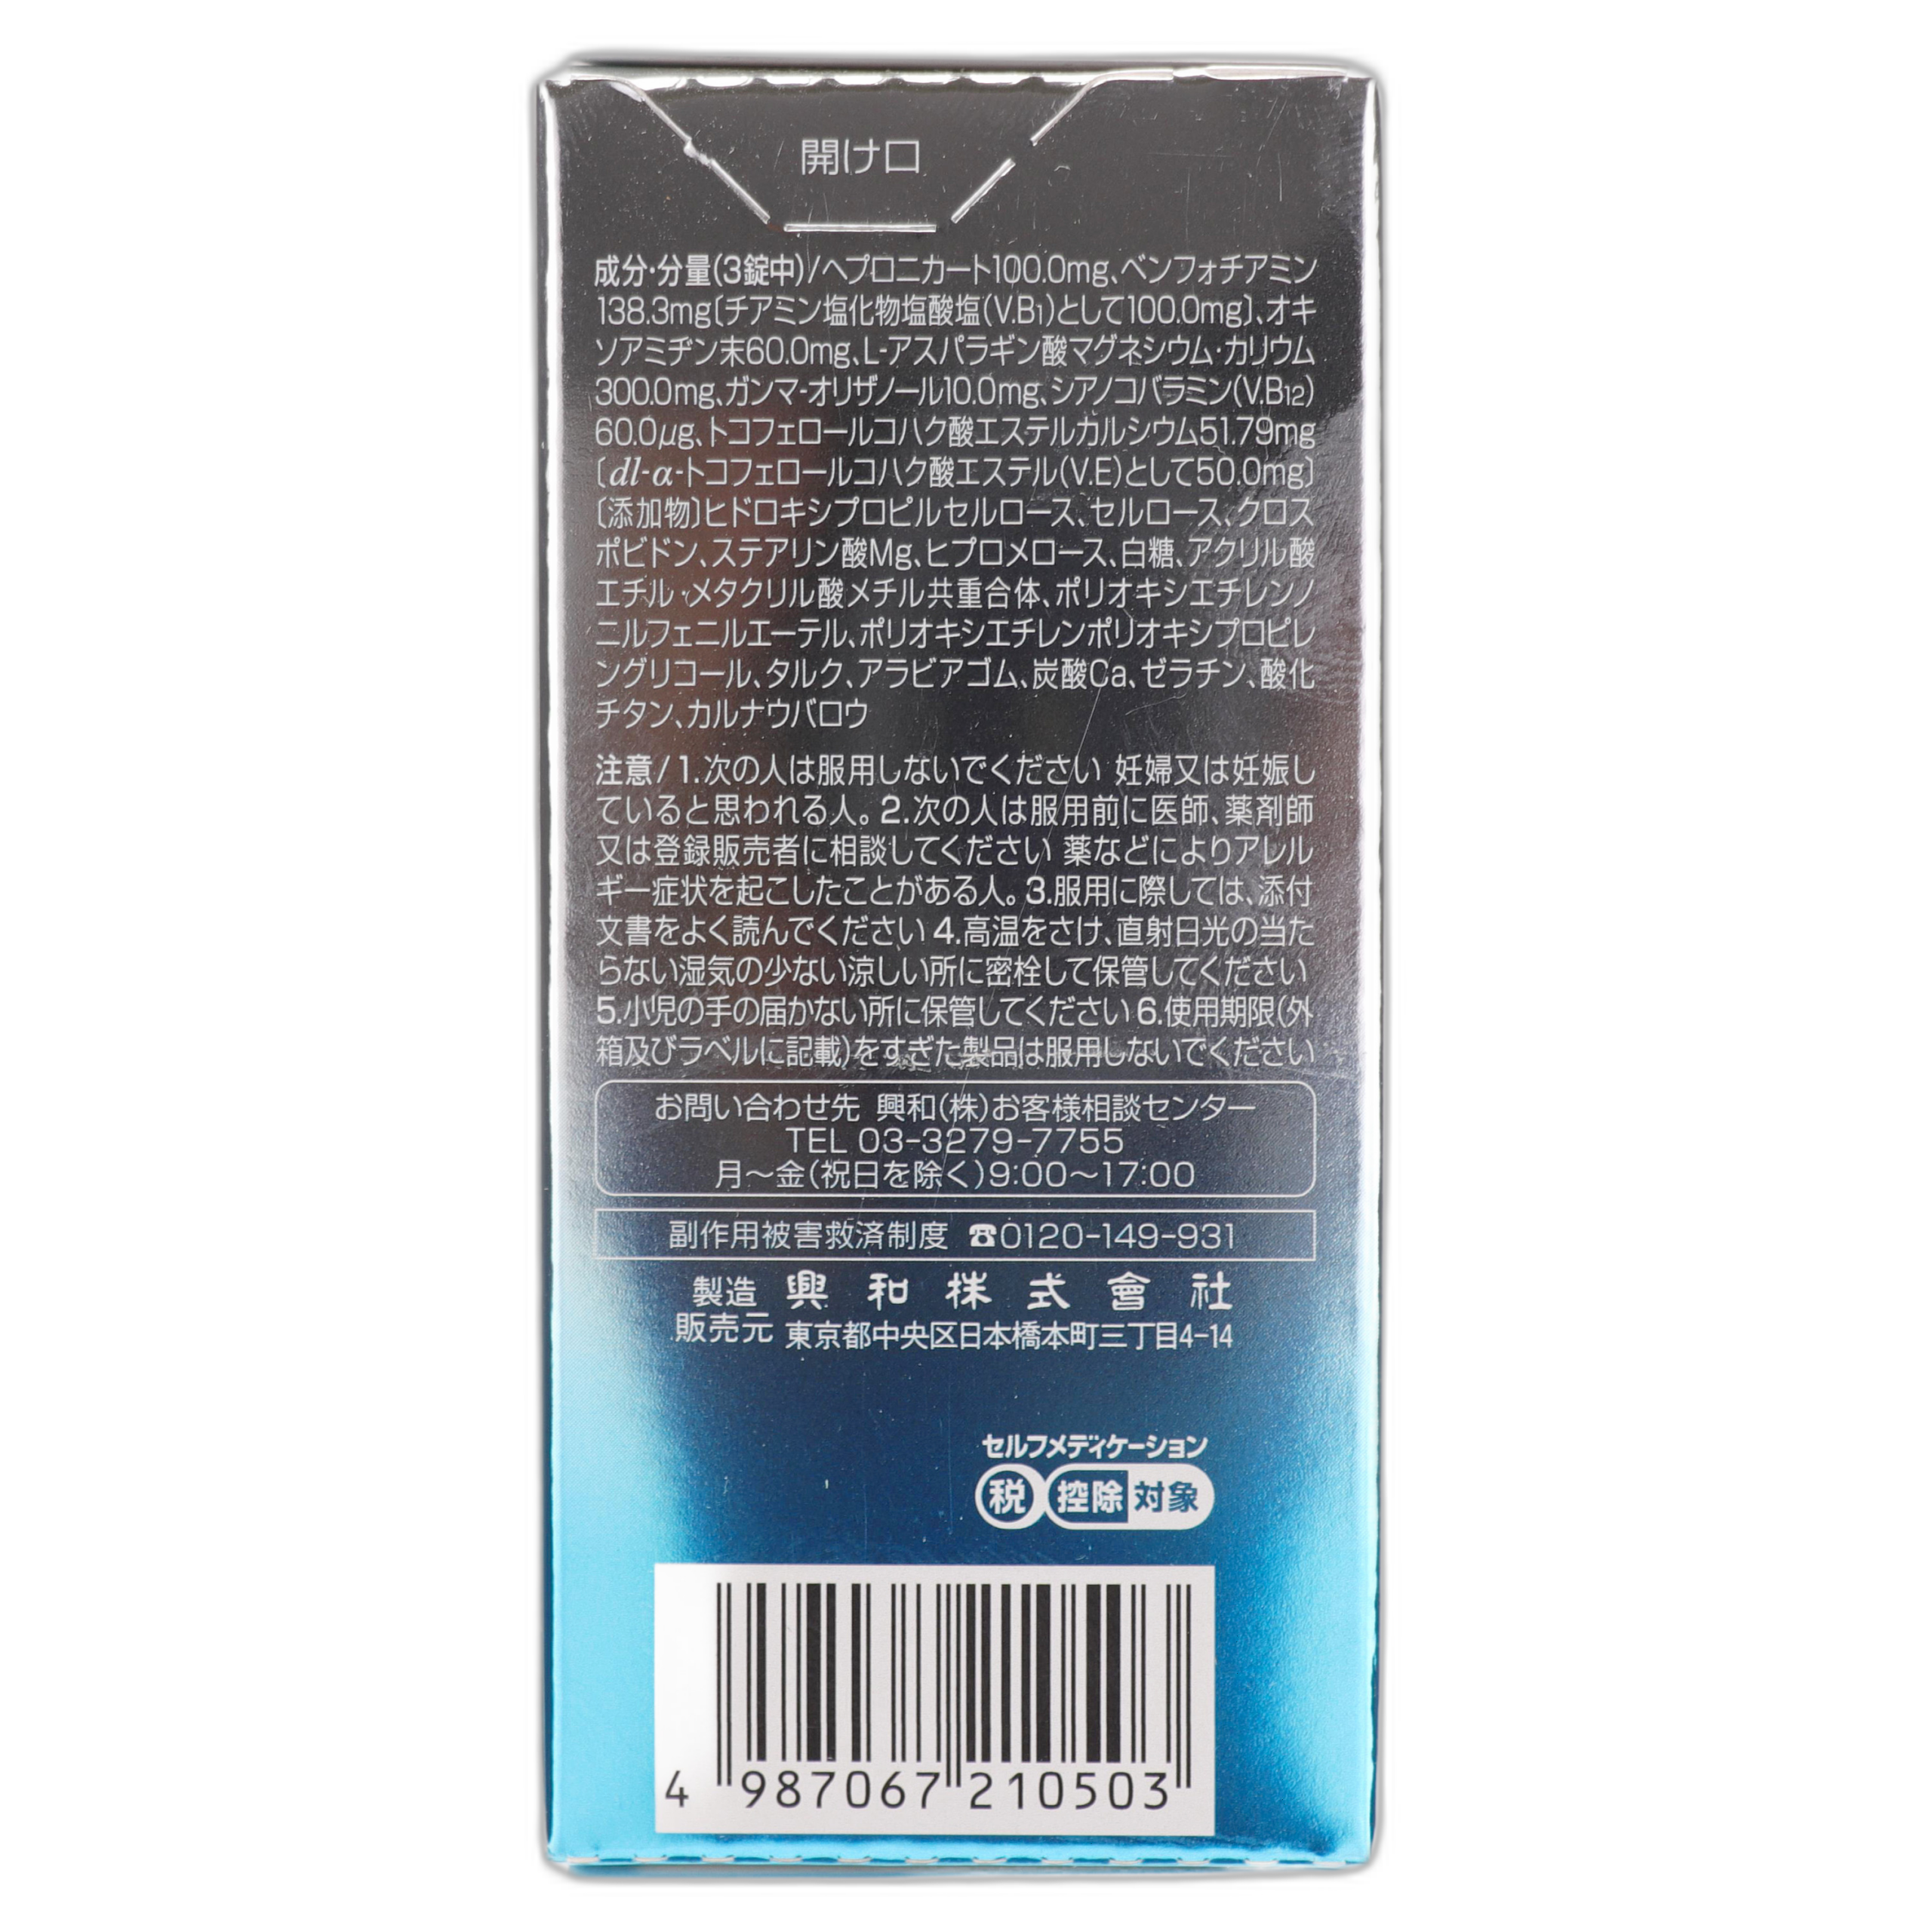 開け口
成分・分量(3錠中)/ヘプロニカート100.0mg、ベンフォチアミン
138.3mg〔チアミン塩化物塩酸塩(V.B₁)として100.0mg〕、オキ
ソアミヂン末60.0mg、L-アスパラギン酸マグネシウム・カリウム
300.0mg、ガンマ-オリザノール10.0mg、シアノコバラミン(V.B₁₂)
60.0μg、トコフェロールコハク酸エステルカルシウム51.79mg
〔dl-α-トコフェロールコハク酸エステル(V.E)として50.0mg〕
〔添加物〕ヒドロキシプロピルセルロース、セルロース、クロス
ポビドン、ステアリン酸Mg、ヒプロメロース、白糖、アクリル酸
エチル・メタクリル酸メチル共重合体、ポリオキシエチレンノ
ニルフェニルエーテル、ポリオキシエチレンポリオキシプロピレ
ングリコール、タルク、アラビアゴム、炭酸Ca、ゼラチン、酸化
チタン、カルナウバロウ
注意/1.次の人は服用しないでください 妊婦又は妊娠し
ていると思われる人。2.次の人は服用前に医師、薬剤師
又は登録販売者に相談してください 薬などによりアレル
ギー症状を起こしたことがある人。3.服用に際しては、添付
文書をよく読んでください 4.高温をさけ、直射日光の当た
らない湿気の少ない涼しい所に密栓して保管してください
5.小児の手の届かない所に保管してください 6.使用期限(外
箱及びラベルに記載)をすぎた製品は服用しないでください
お問い合わせ先 興和(株)お客様相談センター
TEL 03-3279-7755
月～金(祝日を除く)9:00～17:00
副作用被害救済制度 ☎0120-149-931
製造 興和株式會社
販売元 東京都中央区日本橋本町三丁目4-14
セルフメディケーション
税 控除 対象
4 987067 210503